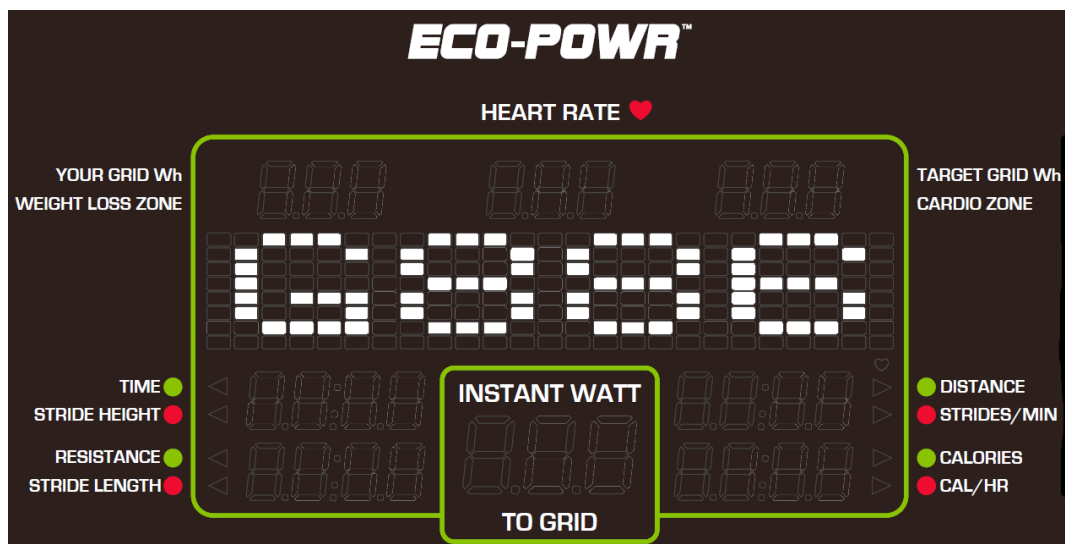 ECO-POWR™
HEART RATE
YOUR GRID Wh
WEIGHT LOSS ZONE
TARGET GRID Wh
CARDIO ZONE
G886
TIME
STRIDE HEIGHT
RESISTANCE
STRIDE LENGTH
INSTANT WATT
TO GRID
DISTANCE
STRIDES/MIN
CALORIES
CAL/HR